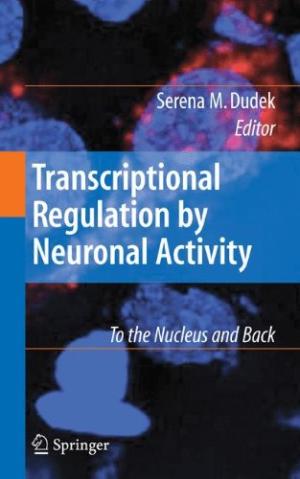 Serena M. Dudek
Editor
Transcriptional
Regulation by
Neuronal Activity
To the Nucleus and Back
Springer